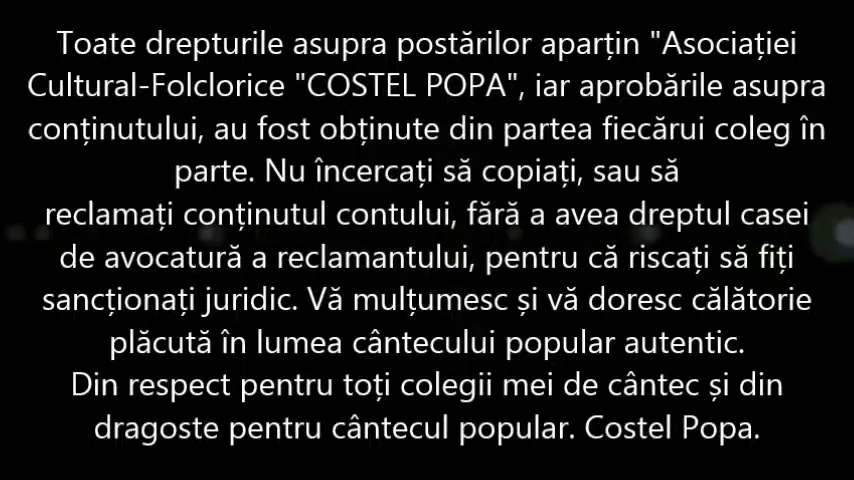 Toate drepturile asupra postărilor aparțin "Asociației
Cultural-Folclorice "COSTEL POPA", iar aprobările asupra
conținutului, au fost obținute din partea fiecărui coleg în
parte. Nu încercați să copiați, sau să
reclamați conținutul contului, fără a avea dreptul casei
de avocatură a reclamantului, pentru că riscați să fiți
sancționați juridic. Vă mulțumesc și vă doresc călătorie
plăcută în lumea cântecului popular autentic.
Din respect pentru toți colegii mei de cântec și din
dragoste pentru cântecul popular. Costel Popa.